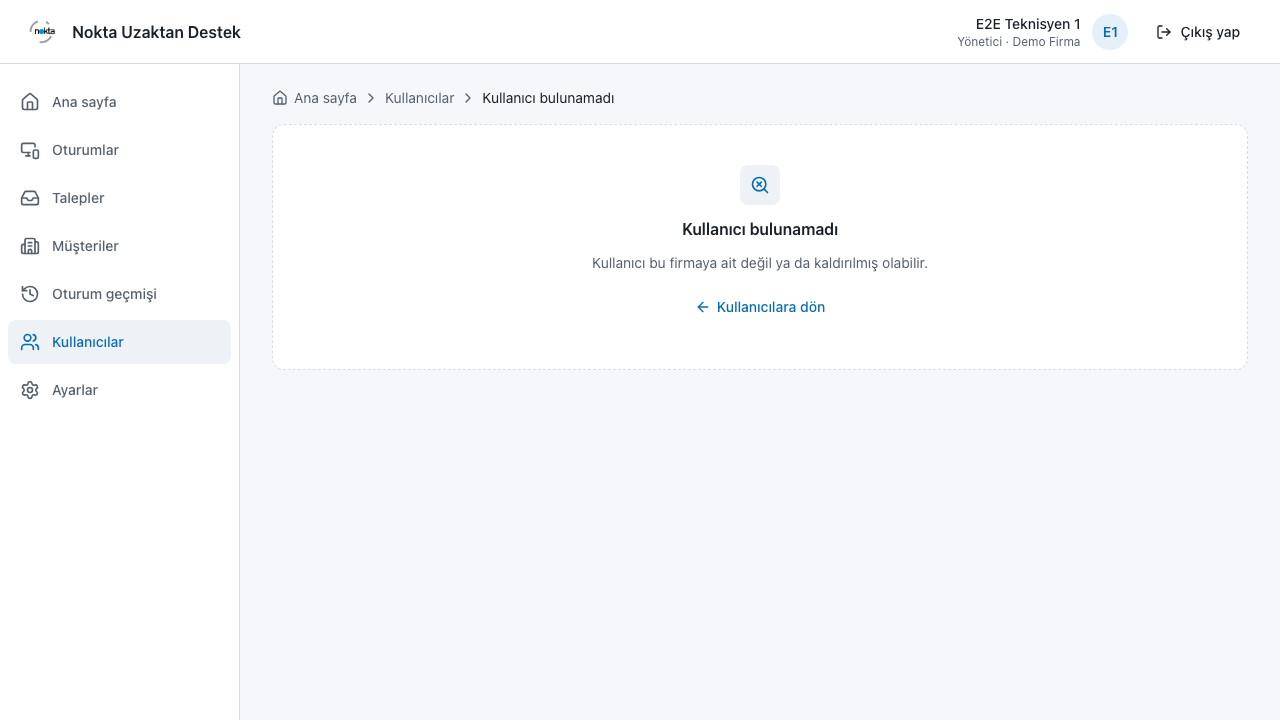 nokta
Nokta Uzaktan Destek
E2E Teknisyen 1
Yönetici · Demo Firma
E1
Çıkış yap
Ana sayfa
Oturumlar
Talepler
Müşteriler
Oturum geçmişi
Kullanıcılar
Ayarlar
Ana sayfa
Kullanıcılar
Kullanıcı bulunamadı
Kullanıcı bulunamadı
Kullanıcı bu firmaya ait değil ya da kaldırılmış olabilir.
Kullanıcılara dön